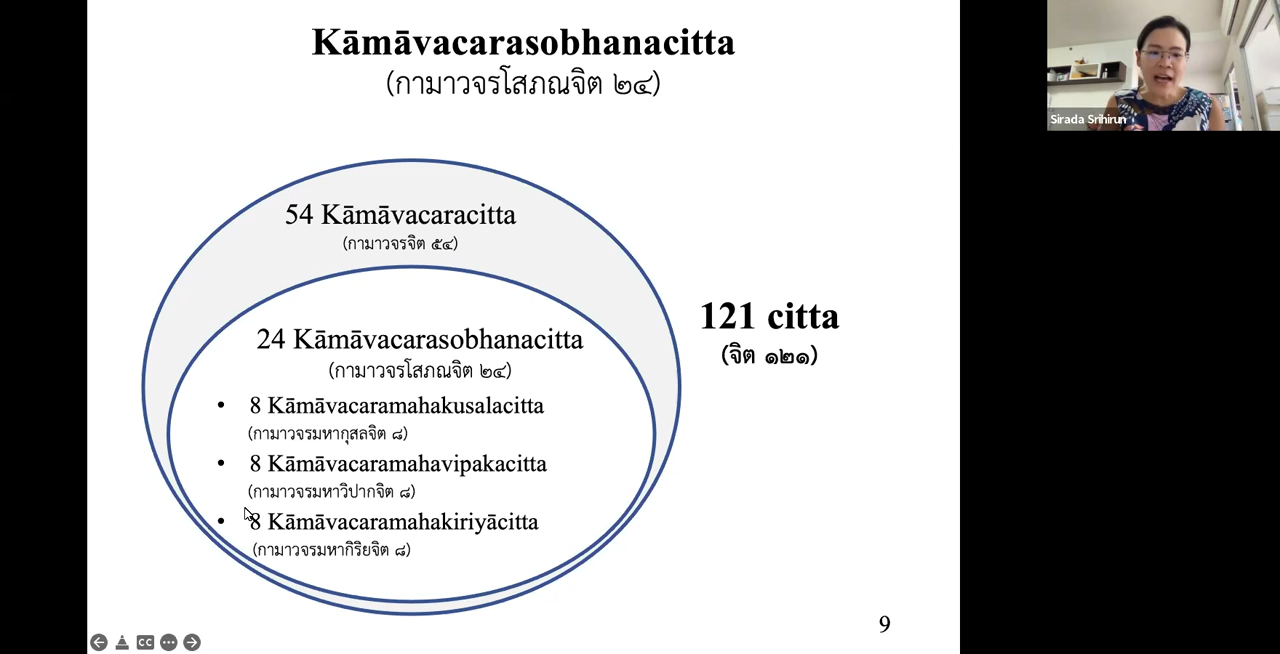 Kāmāvacarasobhanacitta
(กามาวจรโสภณจิต ๒๔)
Sirada Srihirun
54 Kāmāvacaracitta
(กามาวจรจิต ๕๔)
121 citta
(จิต ๑๒๑)
24 Kāmāvacarasobhanacitta
(กามาวจรโสภณจิต ๒๔)
• 8 Kāmāvacaramahakusalacitta
(กามาวจรมหากุสลจิต ๘)
• 8 Kāmāvacaramahavipakacitta
(กามาวจรมหาวิปากจิต ๘)
• 8 Kāmāvacaramahakiriyācitta
(กามาวจรมหากิริยจิต ๘)
9
CC